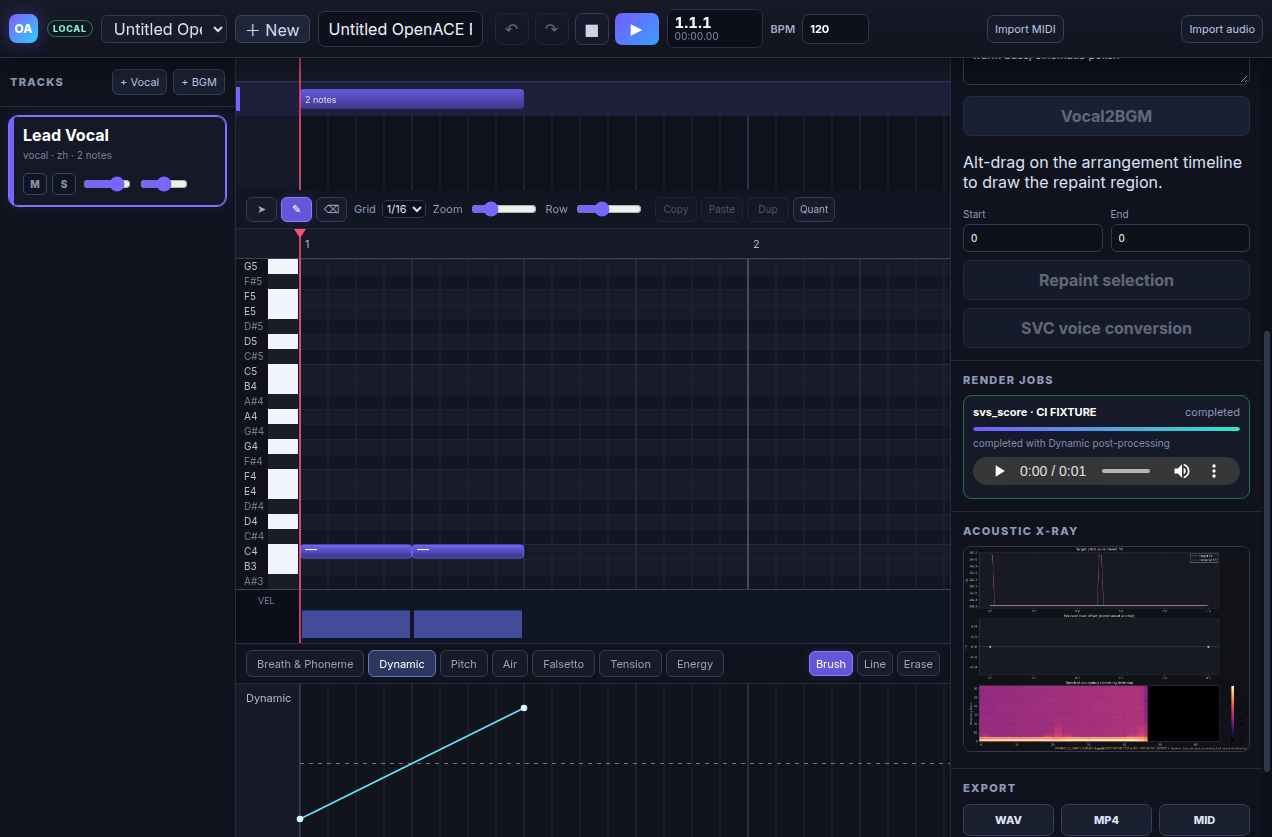 OA
LOCAL
Untitled Ope
+ New
Untitled OpenACE F
1.1.1
00:00.00
BPM
120
Import MIDI
Import audio
TRACKS
+ Vocal
+ BGM
Lead Vocal
vocal · zh · 2 notes
M
S
2 notes
Grid
1/16
Zoom
Row
Copy
Paste
Dup
Quant
1
2
G5
F#5
F5
E5
D#5
D5
C#5
C5
B4
A#4
A4
G#4
G4
F#4
F4
E4
D#4
D4
C#4
C4
B3
A#3
VEL
Breath & Phoneme
Dynamic
Pitch
Air
Falsetto
Tension
Energy
Brush
Line
Erase
Dynamic
Vocal2BGM
Alt-drag on the arrangement timeline
to draw the repaint region.
Start
End
0
0
Repaint selection
SVC voice conversion
RENDER JOBS
svs_score · CI FIXTURE
completed
completed with Dynamic post-processing
0:00 / 0:01
ACOUSTIC X-RAY
EXPORT
WAV
MP4
MID